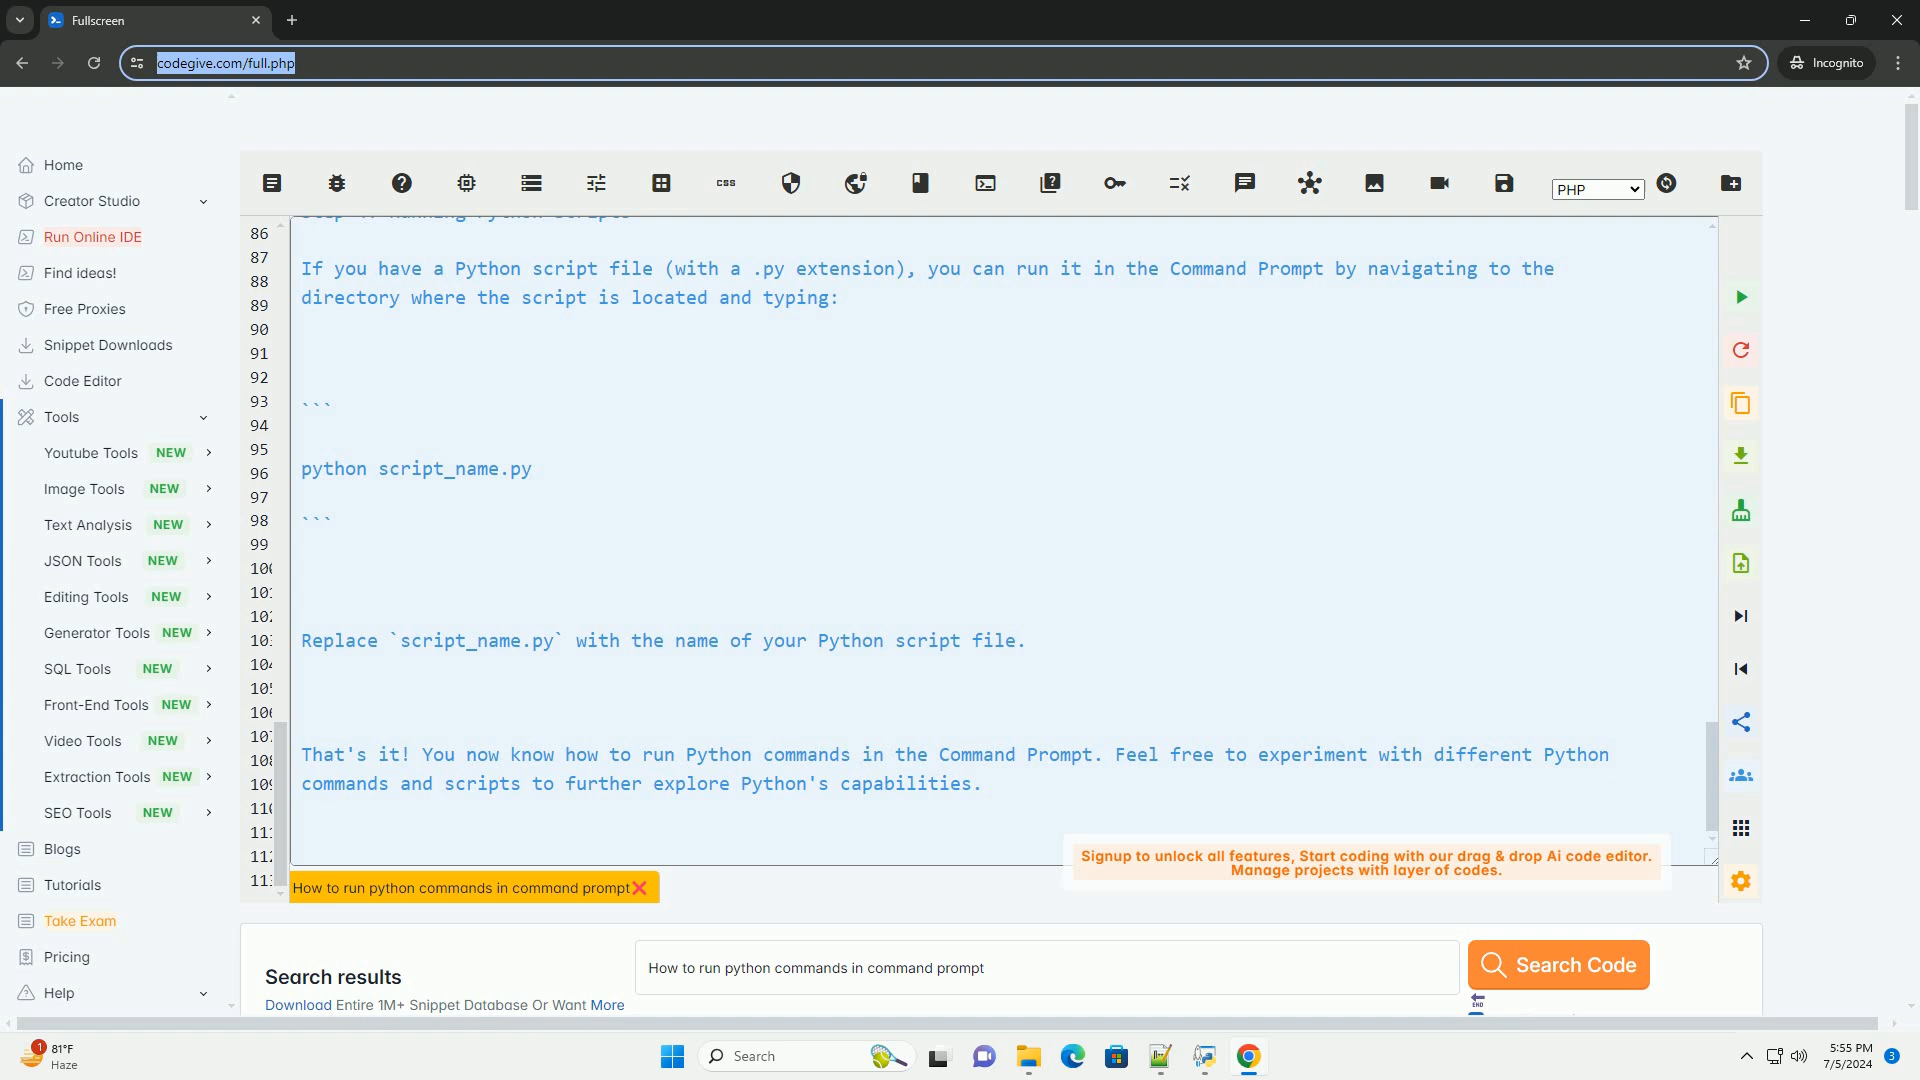 Fullscreen
codegive.com/full.php
Incognito
Home
Creator Studio
Run Online IDE
Find ideas!
Free Proxies
Snippet Downloads
Code Editor
Tools
Youtube Tools NEW
Image Tools NEW
Text Analysis NEW
JSON Tools NEW
Editing Tools NEW
Generator Tools NEW
SQL Tools NEW
Front-End Tools NEW
Video Tools NEW
Extraction Tools NEW
SEO Tools NEW
Blogs
Tutorials
Take Exam
Pricing
Help
css
PHP
86
87
88
89
90
91
92
93
94
95
96
97
98
99
If you have a Python script file (with a .py extension), you can run it in the Command Prompt by navigating to the
directory where the script is located and typing:
```
python script_name.py
```
Replace `script_name.py` with the name of your Python script file.
That's it! You now know how to run Python commands in the Command Prompt. Feel free to experiment with different Python
commands and scripts to further explore Python's capabilities.
Signup to unlock all features, Start coding with our drag & drop Ai code editor.
Manage projects with layer of codes.
How to run python commands in command prompt
Search results
Download Entire 1M+ Snippet Database Or Want More
How to run python commands in command prompt
Search Code
END
1
81°F
Haze
Search
5:55 PM
7/5/2024
3